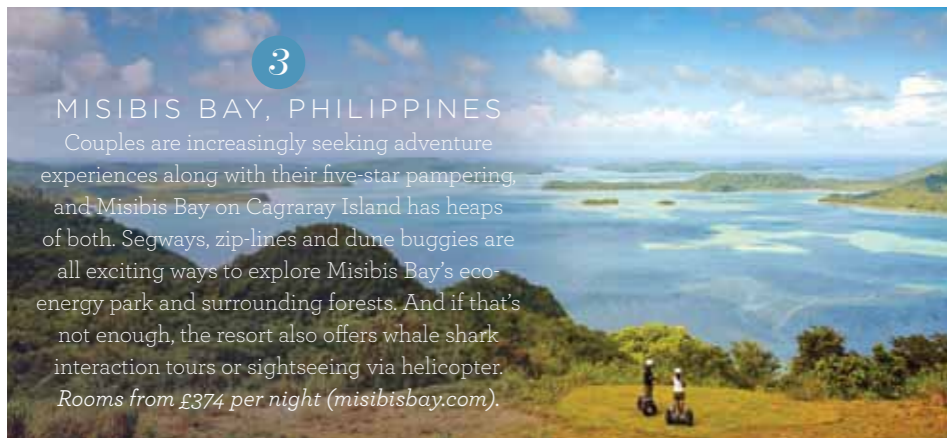 3
MISIBIS BAY, PHILIPPINES
Couples are increasingly seeking adventure
experiences along with their five-star pampering,
and Misibis Bay on Cagraray Island has heaps
of both. Segways, zip-lines and dune buggies are
all exciting ways to explore Misibis Bay's eco-
energy park and surrounding forests. And if that's
not enough, the resort also offers whale shark
interaction tours or sightseeing via helicopter.
Rooms from £374 per night (misibisbay.com).